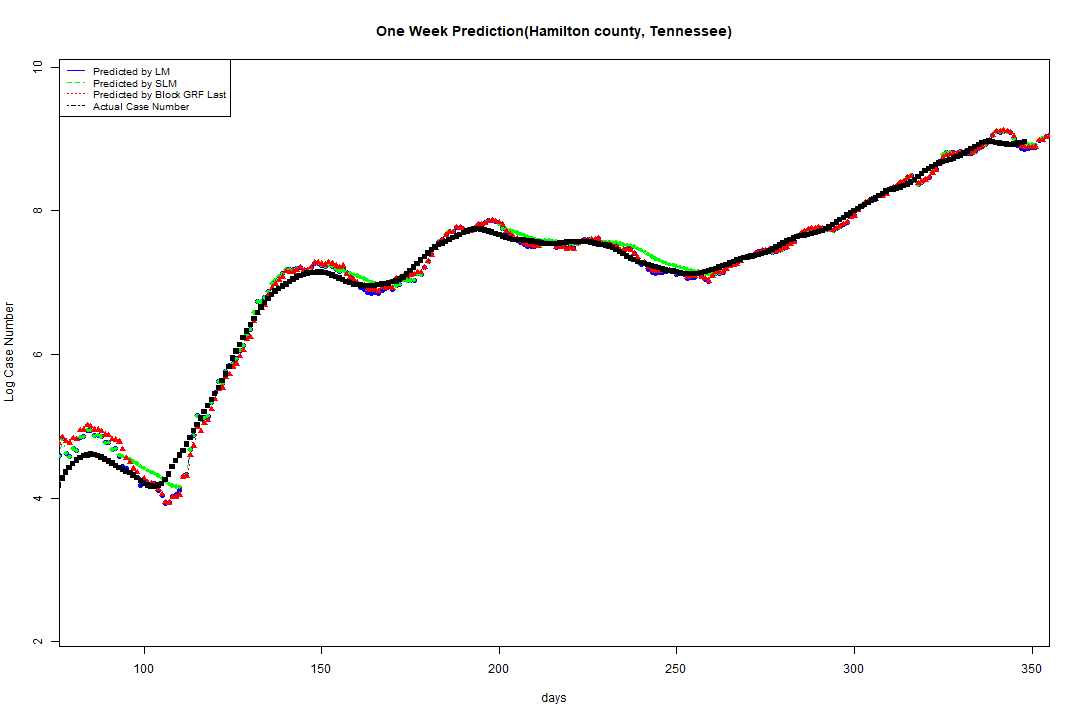 One Week Prediction(Hamilton county, Tennessee)
Predicted by LM
Predicted by SLM
Predicted by Block GRF Last
Actual Case Number
Log Case Number
10
8
6
4
2
100 150 200 250 300 350
days